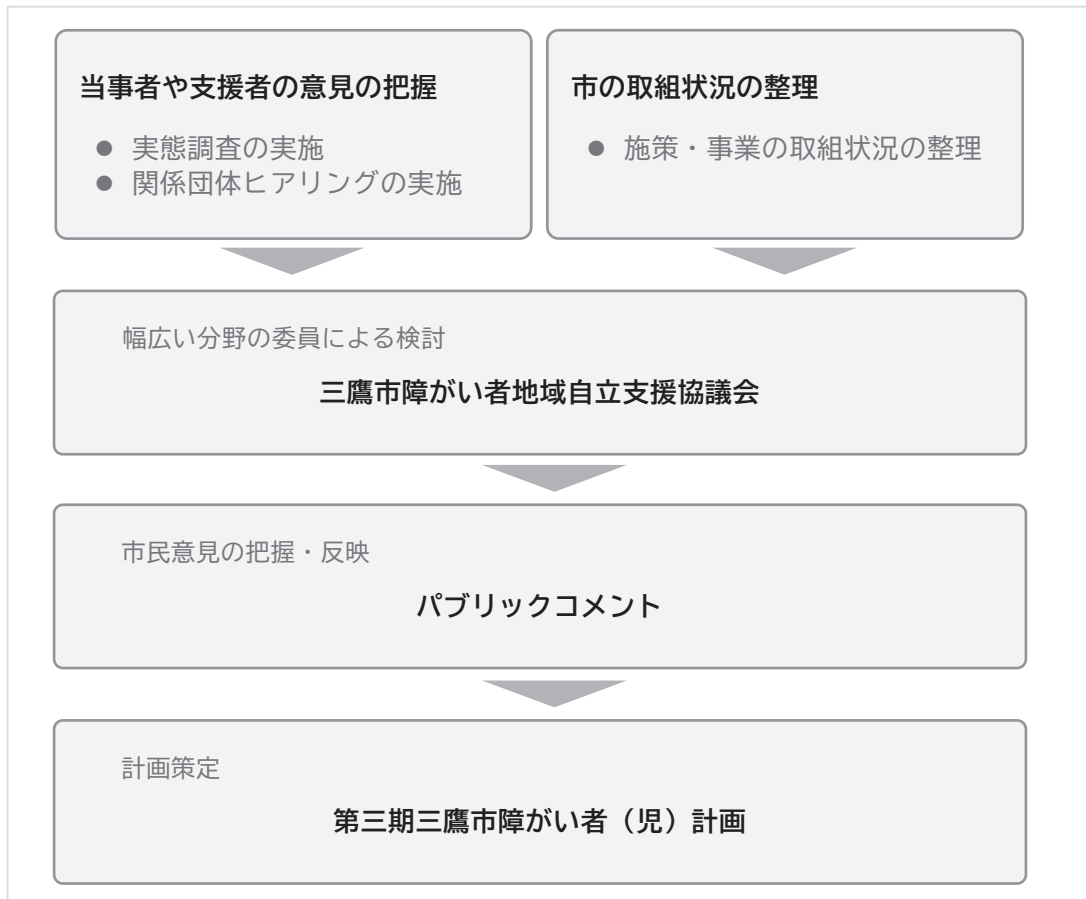 当事者や支援者の意見の把握
● 実態調査の実施
● 関係団体ヒアリングの実施
市の取組状況の整理
● 施策・事業の取組状況の整理
幅広い分野の委員による検討
三鷹市障がい者地域自立支援協議会
市民意見の把握・反映
パブリックコメント
計画策定
第三期三鷹市障がい者（児）計画